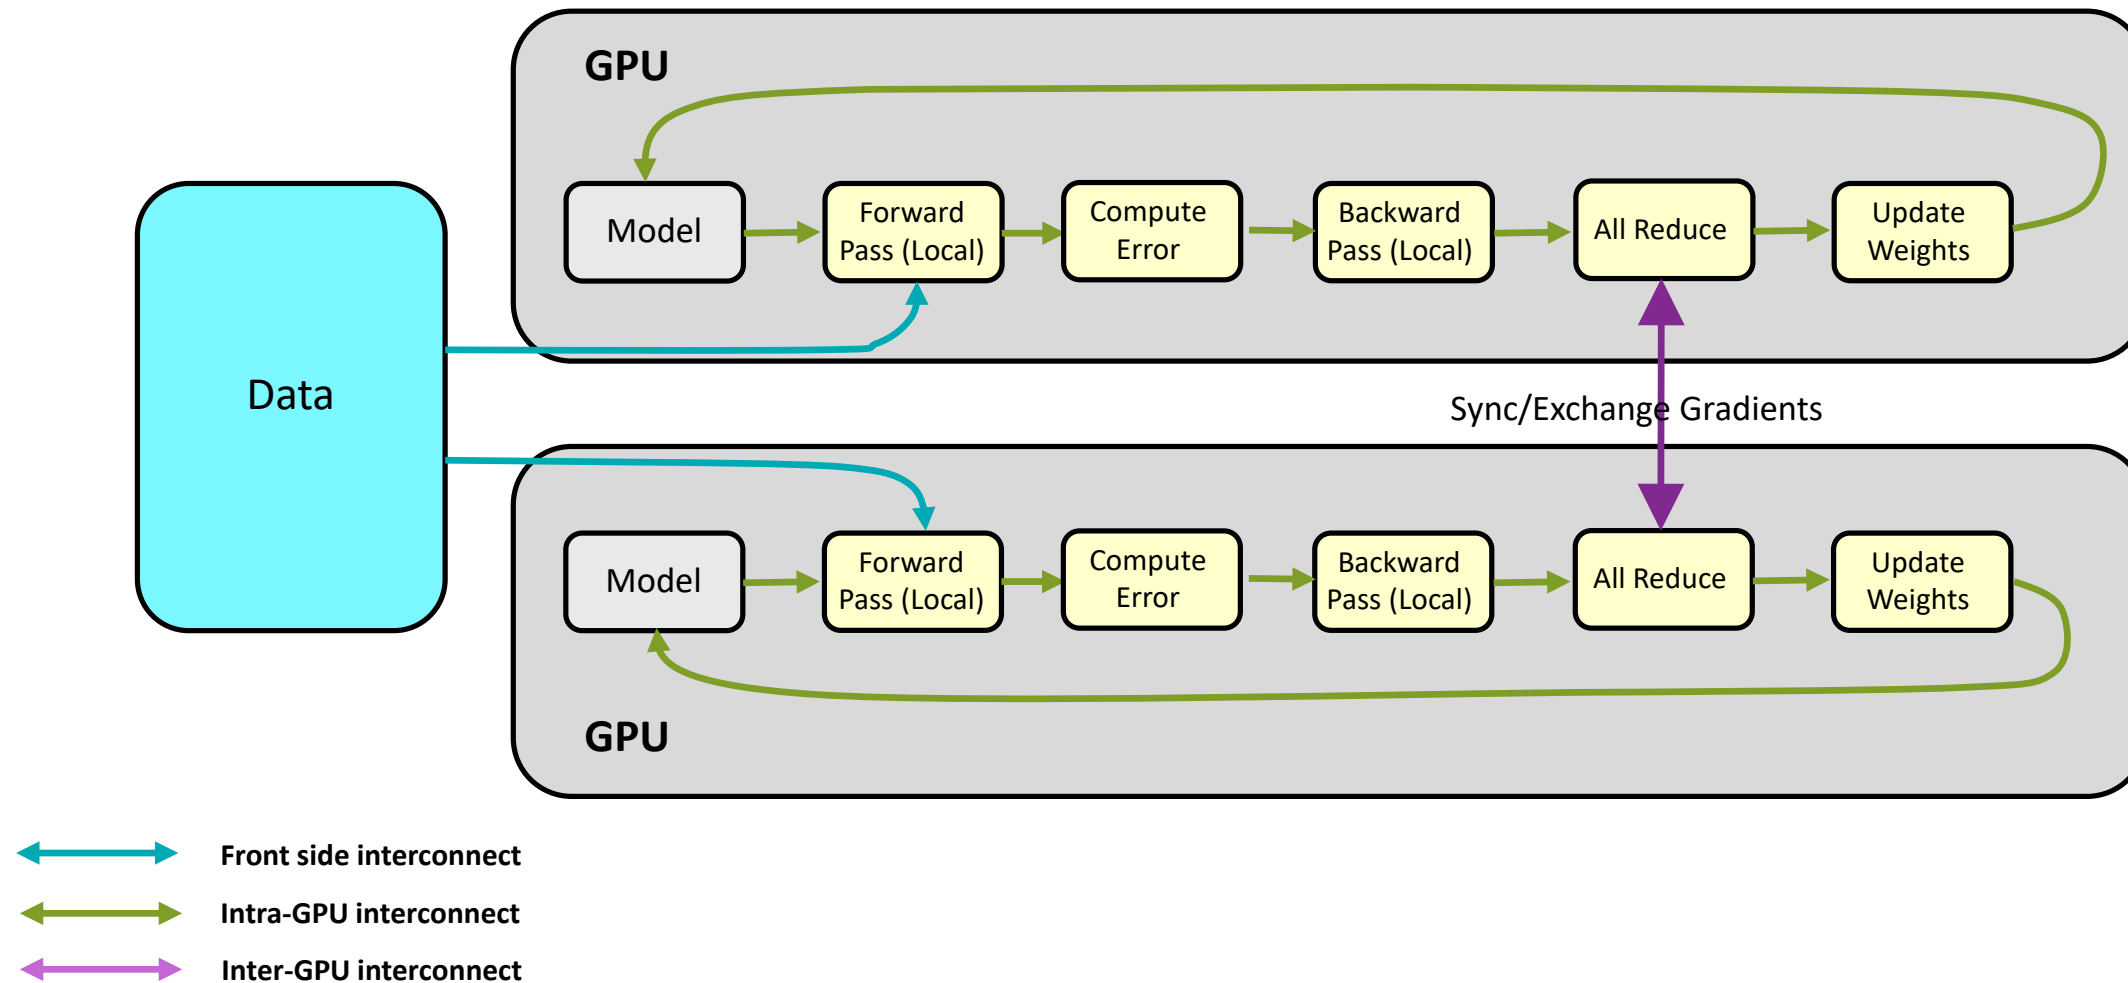 GPU
Model
Forward
Pass (Local)
Compute
Error
Backward
Pass (Local)
All Reduce
Update
Weights
Data
Sync/Exchange Gradients
Model
Forward
Pass (Local)
Compute
Error
Backward
Pass (Local)
All Reduce
Update
Weights
GPU
Front side interconnect
Intra-GPU interconnect
Inter-GPU interconnect